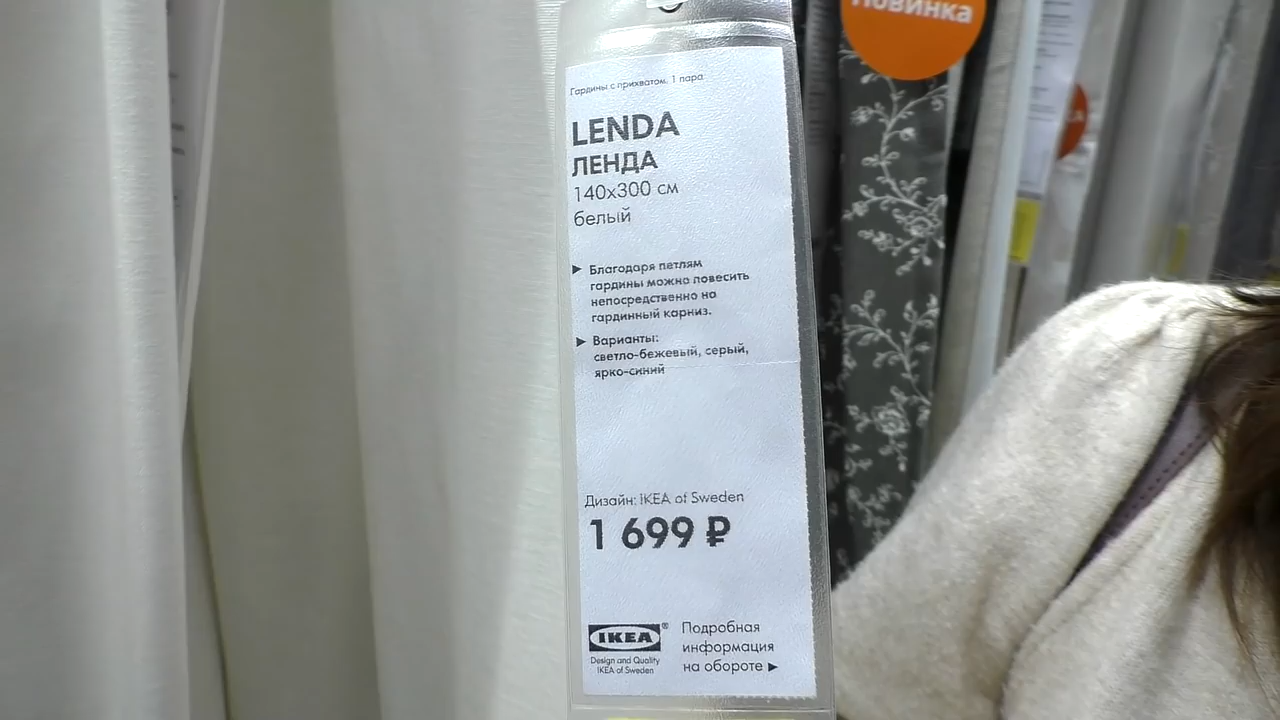 Новинка
Гардины с прихватом, 1 пара
LENDA
ЛЕНДА
140x300 см
белый
▶ Благодаря петлям
гардины можно повесить
непосредственно на
гардинный карниз.
▶ Варианты:
светло-бежевый, серый,
ярко-синий
Дизайн: IKEA of Sweden
1 699 ₽
IKEA®
Design and Quality
IKEA of Sweden
Подробная
информация
на обороте ▶